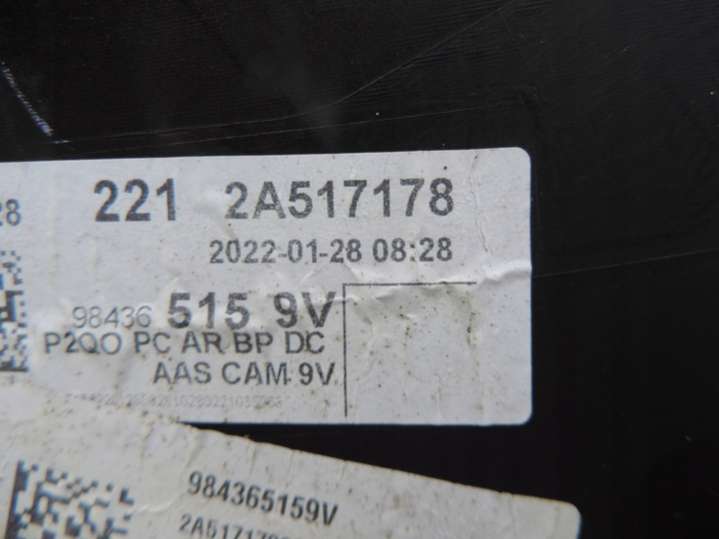 28
221 2A517178
2022-01-28 08:28
98436 515 9V
P2QO PC AR BP DC
AAS CAM 9V
984365159V